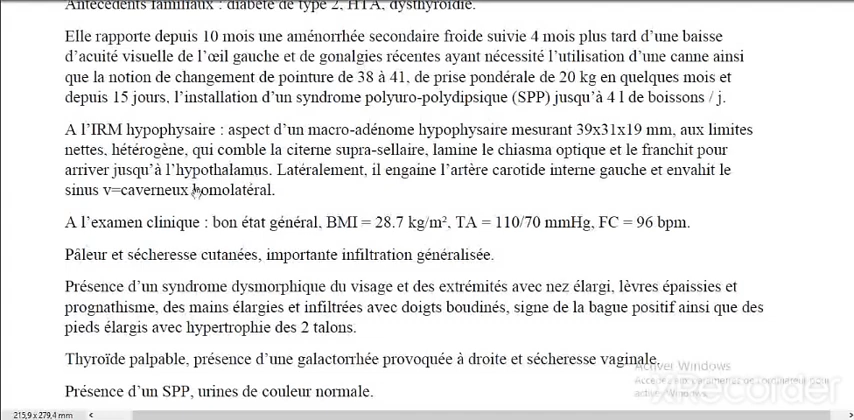 Antécédents familiaux : diabète de type 2, HTA, dysthyroïdie.
Elle rapporte depuis 10 mois une aménorrhée secondaire froide suivie 4 mois plus tard d’une baisse
d’acuité visuelle de l’œil gauche et de gonalgies récentes ayant nécessité l’utilisation d’une canne ainsi
que la notion de changement de pointure de 38 à 41, de prise pondérale de 20 kg en quelques mois et
depuis 15 jours, l’installation d’un syndrome polyuro-polydipsique (SPP) jusqu’à 4 l de boissons / j.
A l’IRM hypophysaire : aspect d’un macro-adénome hypophysaire mesurant 39x31x19 mm, aux limites
nettes, hétérogène, qui comble la citerne supra-sellaire, lamine le chiasma optique et le franchit pour
arriver jusqu’à l’hypothalamus. Latéralement, il engaine l’artère carotide interne gauche et envahit le
sinus v=caverneux homolatéral.
A l’examen clinique : bon état général, BMI = 28.7 kg/m², TA = 110/70 mmHg, FC = 96 bpm.
Pâleur et sécheresse cutanées, importante infiltration généralisée.
Présence d’un syndrome dysmorphique du visage et des extrémités avec nez élargi, lèvres épaissies et
prognathisme, des mains élargies et infiltrées avec doigts boudinés, signe de la bague positif ainsi que des
pieds élargis avec hypertrophie des 2 talons.
Thyroïde palpable, présence d’une galactorrhée provoquée à droite et sécheresse vaginale.
Activer Windows
Accédez aux paramètres de l'ordinateur pour
activer Windows.
Présence d’un SPP, urines de couleur normale.
215,9 x 279,4 mm